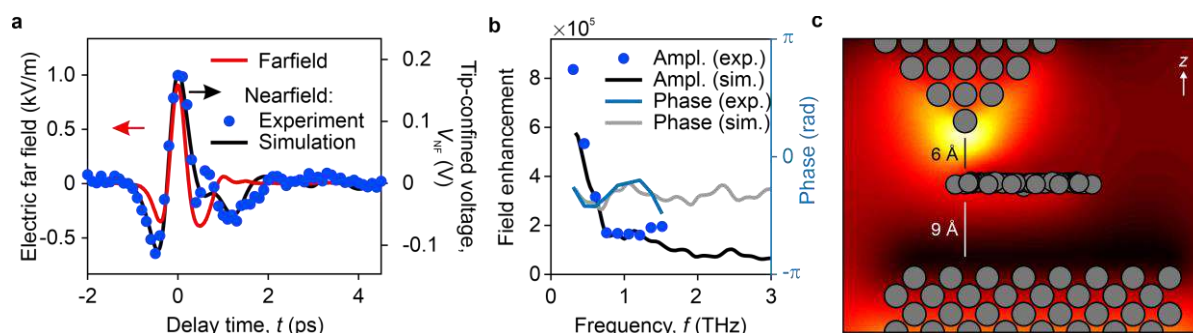 a
Electric far field (kV/m)
1.0
0.5
0
-0.5
-2
0
2
4
Delay time, t (ps)
Farfield
Nearfield:
Experiment
Simulation
0.2
0.1
0
-0.1
Tip-confined voltage,
V_NF (V)
b
×10⁵
Field enhancement
8
6
4
2
0
0
1
2
3
Frequency, f (THz)
Ampl. (exp.)
Ampl. (sim.)
Phase (exp.)
Phase (sim.)
π
0
-π
Phase (rad)
c
z
6 Å
9 Å